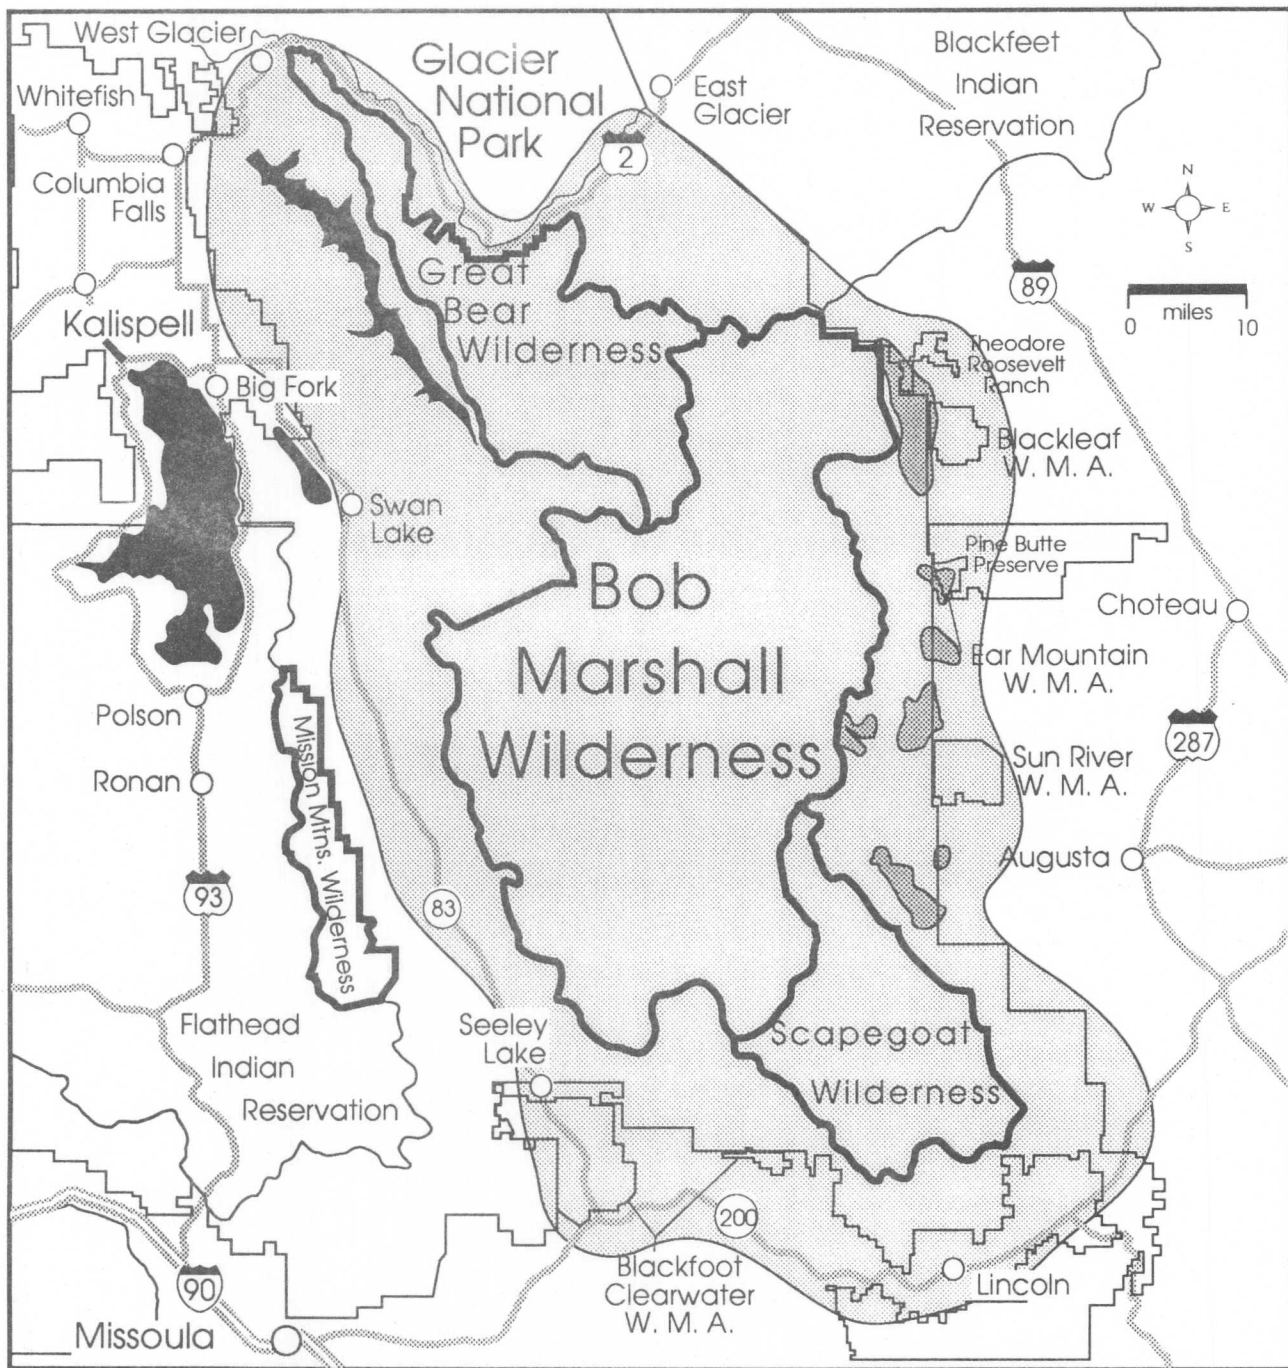 West Glacier
Glacier
National
Park
Blackfeet
Indian
Reservation
Whitefish
East
Glacier
2
Columbia
Falls
N
W E
S
Great
Bear
Wilderness
89
miles
0 10
Kalispell
Theodore
Roosevelt
Ranch
Big Fork
Blackleaf
W. M. A.
Swan
Lake
Pine Butte
Preserve
Bob
Marshall
Wilderness
Choteau
Ear Mountain
W. M. A.
Polson
Mission Mtns. Wilderness
287
Sun River
W. M. A.
Ronan
Augusta
93
83
Flathead
Indian
Reservation
Seeley
Lake
Scapegoat
Wilderness
200
Blackfoot
Clearwater
W. M. A.
Lincoln
90
Missoula